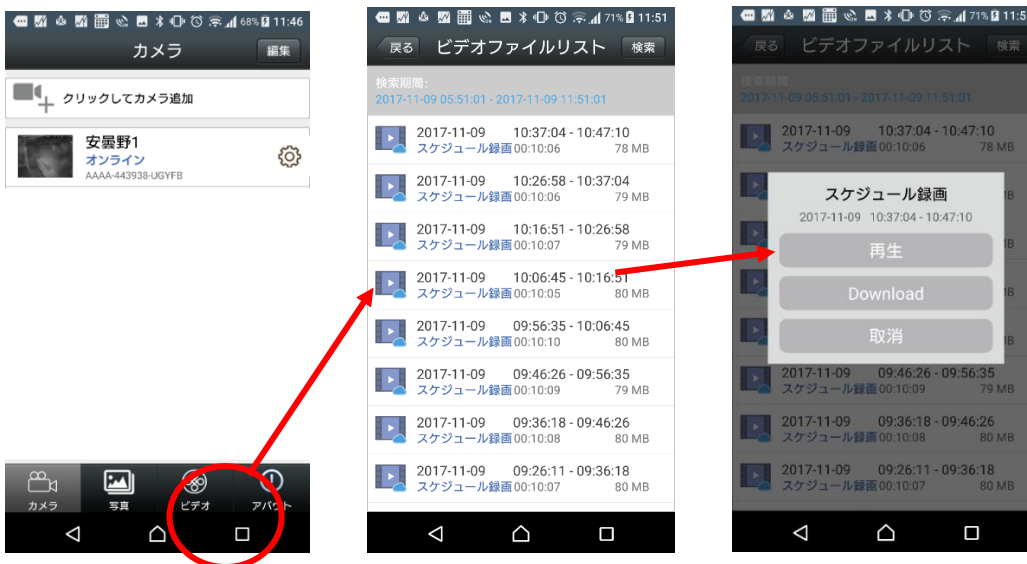 68% 11:46
カメラ
編集
クリックしてカメラ追加
安曇野1
オンライン
AAAA-443938-UGYFB
カメラ
写真
ビデオ
アバウト
71% 11:51
戻る
ビデオファイルリスト
検索
検索期間:
2017-11-09 05:51:01 - 2017-11-09 11:51:01
2017-11-09 10:37:04 - 10:47:10
スケジュール録画 00:10:06 78 MB
2017-11-09 10:26:58 - 10:37:04
スケジュール録画 00:10:06 79 MB
2017-11-09 10:16:51 - 10:26:58
スケジュール録画 00:10:07 79 MB
2017-11-09 10:06:45 - 10:16:51
スケジュール録画 00:10:05 80 MB
2017-11-09 09:56:35 - 10:06:45
スケジュール録画 00:10:10 80 MB
2017-11-09 09:46:26 - 09:56:35
スケジュール録画 00:10:09 79 MB
2017-11-09 09:36:18 - 09:46:26
スケジュール録画 00:10:08 80 MB
2017-11-09 09:26:11 - 09:36:18
スケジュール録画 00:10:07 80 MB
71% 11:5
戻る
ビデオファイルリスト
検索
検索期間:
2017-11-09 05:51:01 - 2017-11-09 11:51:01
2017-11-09 10:37:04 - 10:47:10
スケジュール録画 00:10:06 78 MB
スケジュール録画
2017-11-09 10:37:04 - 10:47:10
再生
Download
取消
2017-11-09 09:46:26 - 09:56:35
スケジュール録画 00:10:09 79 MB
2017-11-09 09:36:18 - 09:46:26
スケジュール録画 00:10:08 80 MB
2017-11-09 09:26:11 - 09:36:18
スケジュール録画 00:10:07 80 MB